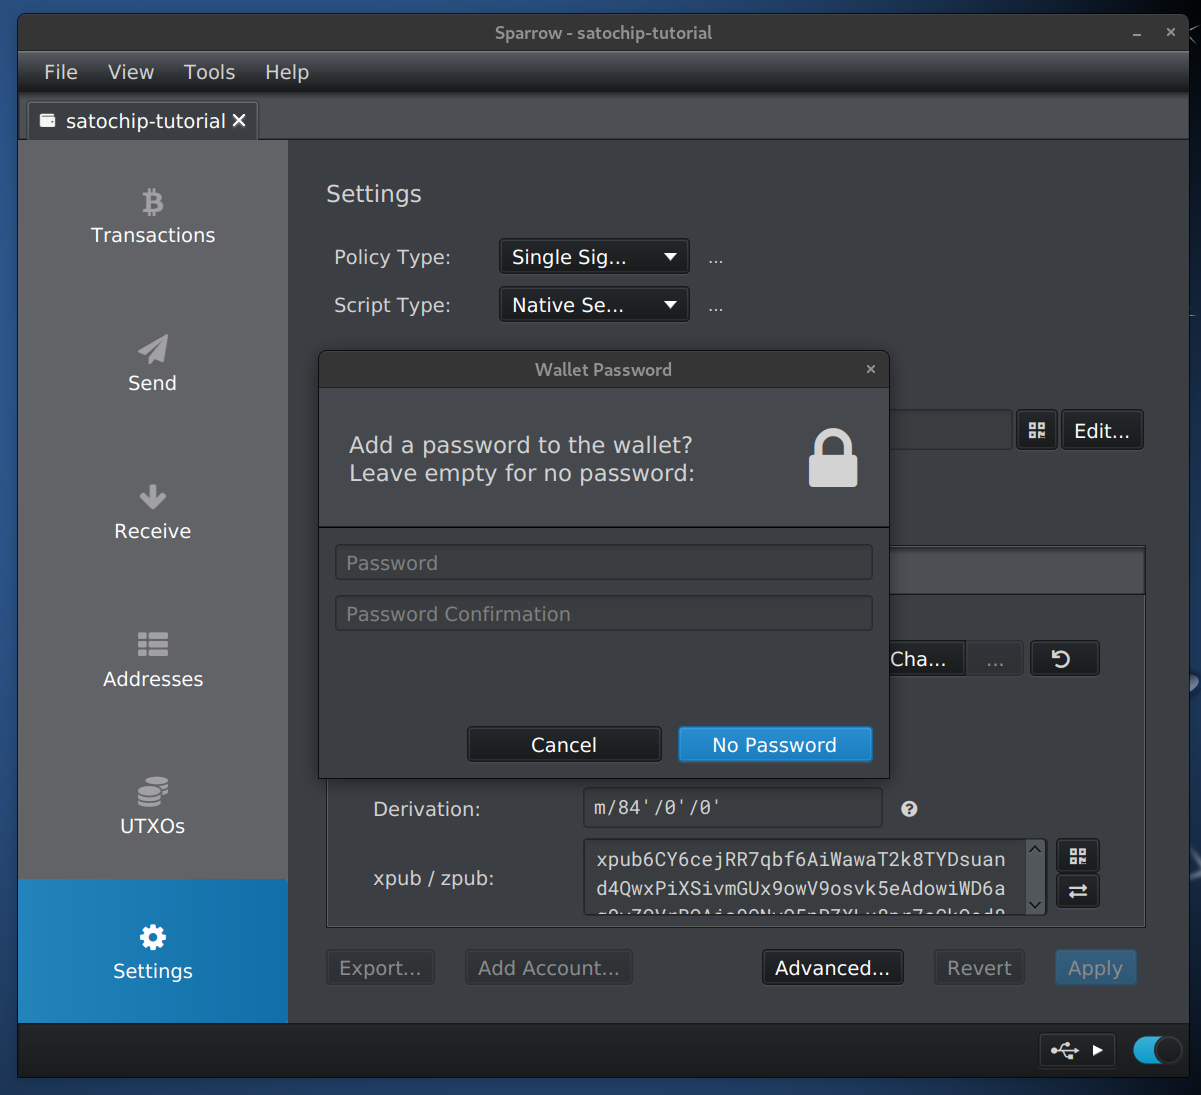 Sparrow - satochip-tutorial
File View Tools Help
satochip-tutorial
Transactions
Send
Receive
Addresses
UTXOs
Settings
Settings
Policy Type: Single Sig... ...
Script Type: Native Se... ...
Edit...
Wallet Password
Add a password to the wallet?
Leave empty for no password:
Password
Password Confirmation
Cancel No Password
Cha... ...
Derivation: m/84'/0'/0'
xpub / zpub:
xpub6CY6cejRR7qbf6AiWawaT2k8TYDsuan
d4QwxPiXSivmGUx9owV9osvk5eAdowiWD6a
Export... Add Account... Advanced... Revert Apply